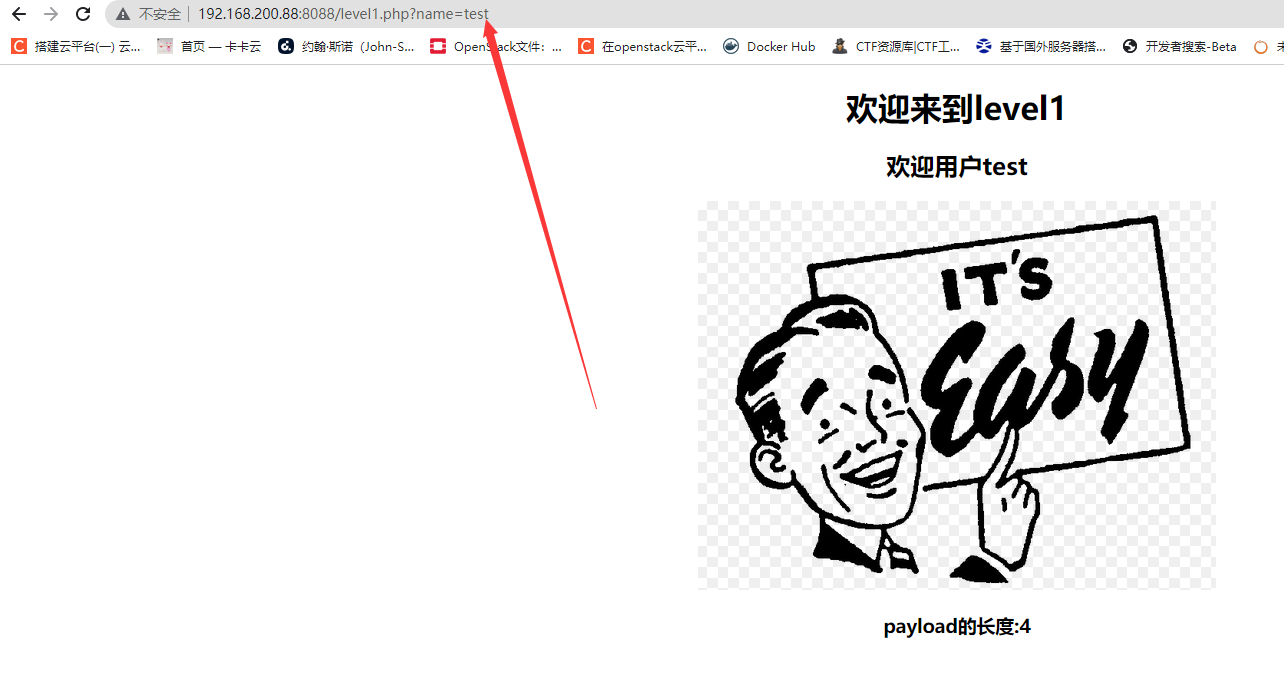 不安全 192.168.200.88:8088/level1.php?name=test
搭建云平台(一) 云... 首页 — 卡卡云 约翰·斯诺（John-S... OpenStack文件：... 在openstack云平... Docker Hub CTF资源库|CTF工... 基于国外服务器搭... 开发者搜索-Beta
欢迎来到level1
欢迎用户test
IT'S
Easy
payload的长度:4